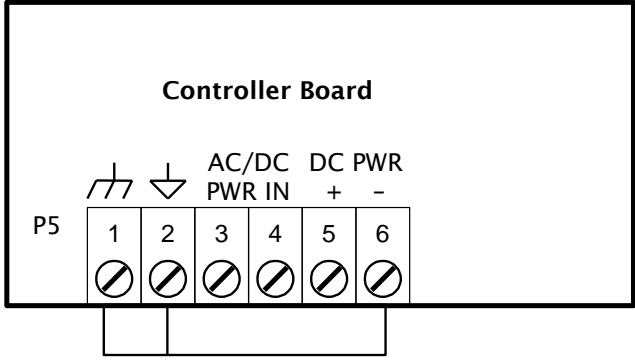 Controller Board
AC/DC DC PWR
PWR IN + –
P5 1 2 3 4 5 6